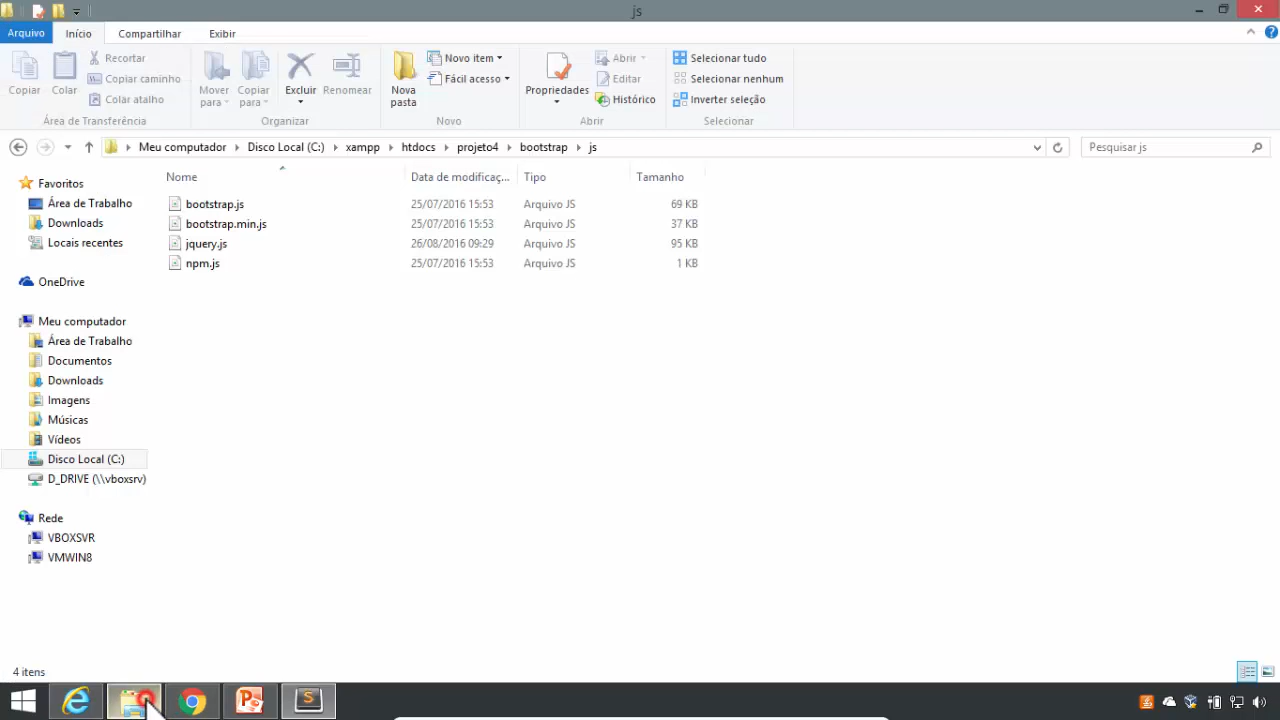 js
Arquivo Início Compartilhar Exibir
Copiar Colar Recortar Copiar caminho Colar atalho
Mover para Copiar para Excluir Renomear
Nova pasta Novo item Fácil acesso
Propriedades Abrir Editar Histórico
Selecionar tudo Selecionar nenhum Inverter seleção
Área de Transferência Organizar Novo Abrir Selecionar
Meu computador Disco Local (C:) xampp htdocs projeto4 bootstrap js Pesquisar js
Nome Data de modificaç... Tipo Tamanho
bootstrap.js 25/07/2016 15:53 Arquivo JS 69 KB
bootstrap.min.js 25/07/2016 15:53 Arquivo JS 37 KB
jquery.js 26/08/2016 09:29 Arquivo JS 95 KB
npm.js 25/07/2016 15:53 Arquivo JS 1 KB
Favoritos
Área de Trabalho
Downloads
Locais recentes
OneDrive
Meu computador
Área de Trabalho
Documentos
Downloads
Imagens
Músicas
Vídeos
Disco Local (C:)
D_DRIVE (\\vboxsrv)
Rede
VBOXSVR
VMWIN8
4 itens